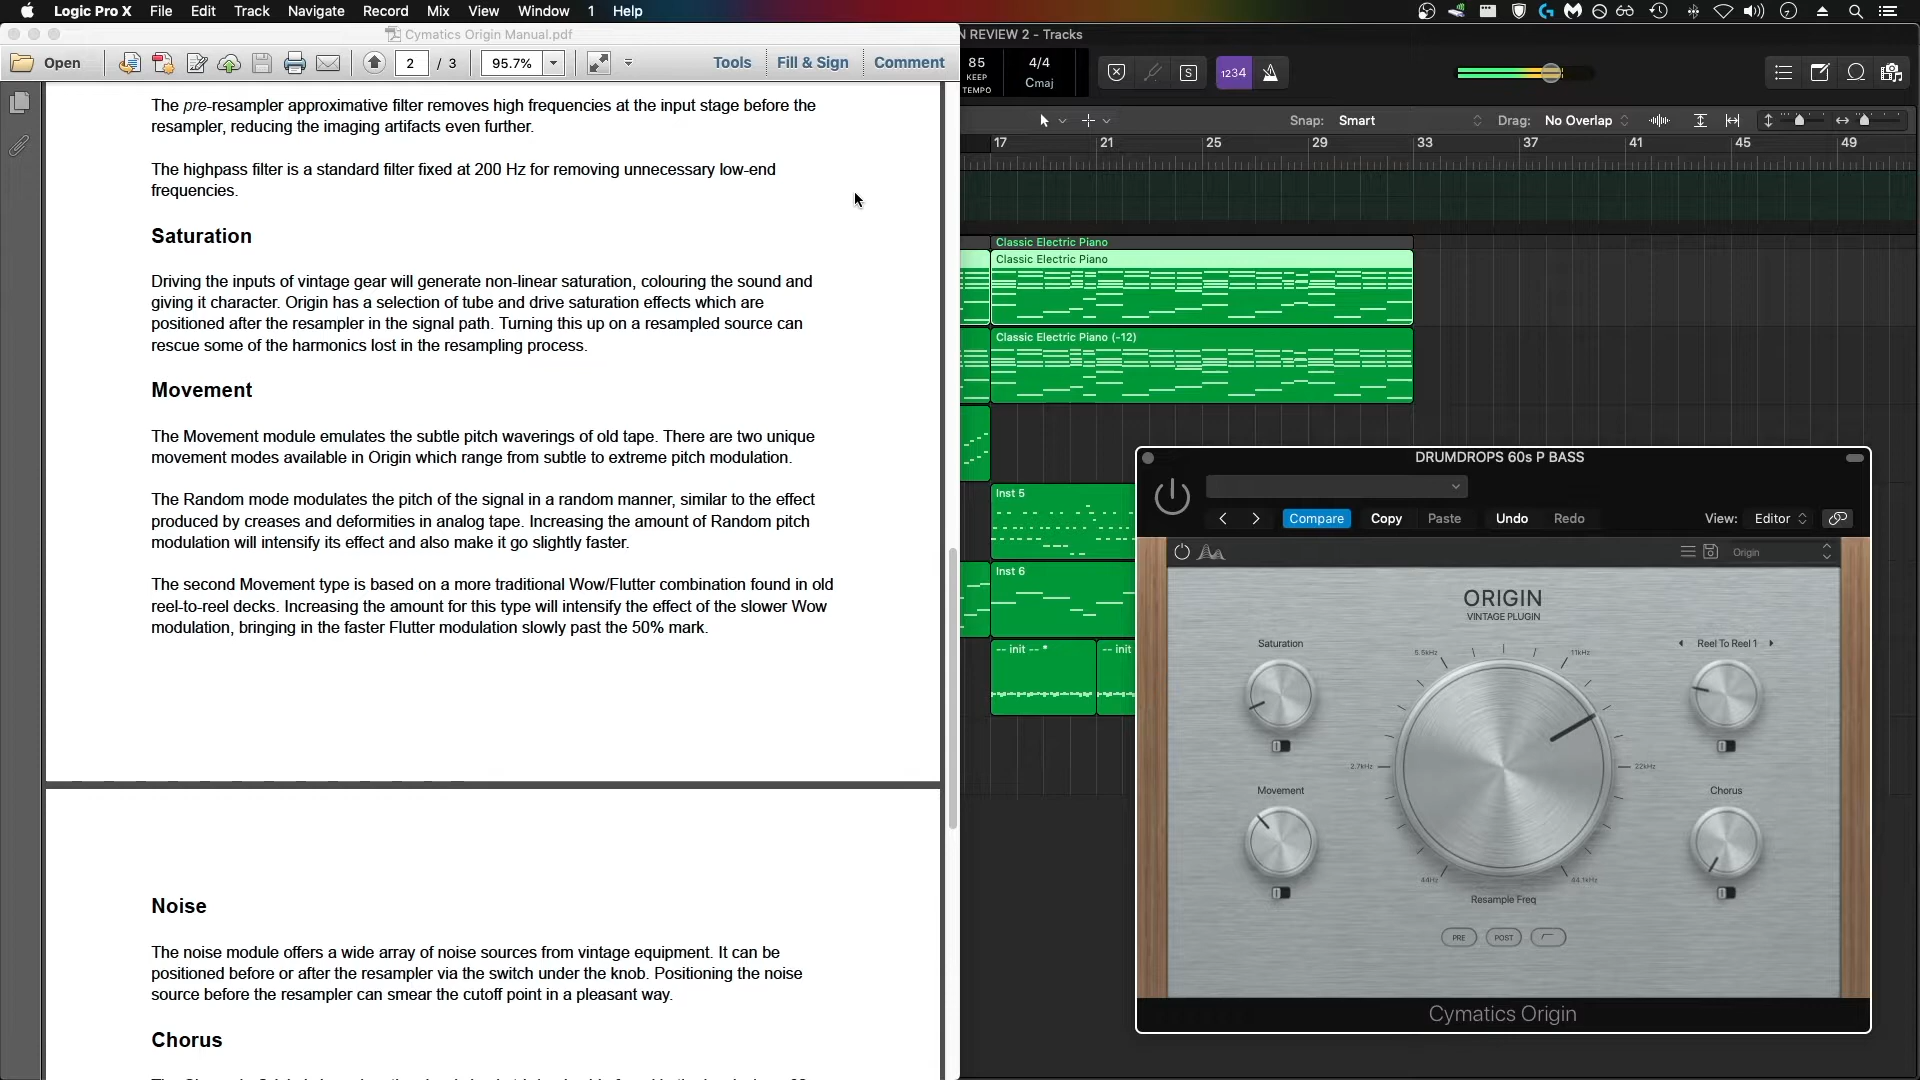 Logic Pro X File Edit Track Navigate Record Mix View Window 1 Help
Cymatics Origin Manual.pdf
Open 2 / 3 95.7% Tools Fill & Sign Comment
The pre-resampler approximative filter removes high frequencies at the input stage before the
resampler, reducing the imaging artifacts even further.
The highpass filter is a standard filter fixed at 200 Hz for removing unnecessary low-end
frequencies.
Saturation
Driving the inputs of vintage gear will generate non-linear saturation, colouring the sound and
giving it character. Origin has a selection of tube and drive saturation effects which are
positioned after the resampler in the signal path. Turning this up on a resampled source can
rescue some of the harmonics lost in the resampling process.
Movement
The Movement module emulates the subtle pitch waverings of old tape. There are two unique
movement modes available in Origin which range from subtle to extreme pitch modulation.
The Random mode modulates the pitch of the signal in a random manner, similar to the effect
produced by creases and deformities in analog tape. Increasing the amount of Random pitch
modulation will intensify its effect and also make it go slightly faster.
The second Movement type is based on a more traditional Wow/Flutter combination found in old
reel-to-reel decks. Increasing the amount for this type will intensify the effect of the slower Wow
modulation, bringing in the faster Flutter modulation slowly past the 50% mark.
Noise
The noise module offers a wide array of noise sources from vintage equipment. It can be
positioned before or after the resampler via the switch under the knob. Positioning the noise
source before the resampler can smear the cutoff point in a pleasant way.
Chorus
N REVIEW 2 - Tracks
85 4/4
KEEP Cmaj
TEMPO
S 1234
Snap: Smart Drag: No Overlap
17 21 25 29 33 37 41 45 49
Classic Electric Piano
Classic Electric Piano
Classic Electric Piano (-12)
Inst 5
Inst 6
-- init -- * -- init
DRUMDROPS 60s P BASS
Compare Copy Paste Undo Redo View: Editor
Origin
ORIGIN
VINTAGE PLUGIN
Saturation Reel To Reel 1
5.5kHz 11kHz
2.7kHz 22kHz
Movement Chorus
44Hz 44.1kHz
Resample Freq
PRE POST
Cymatics Origin